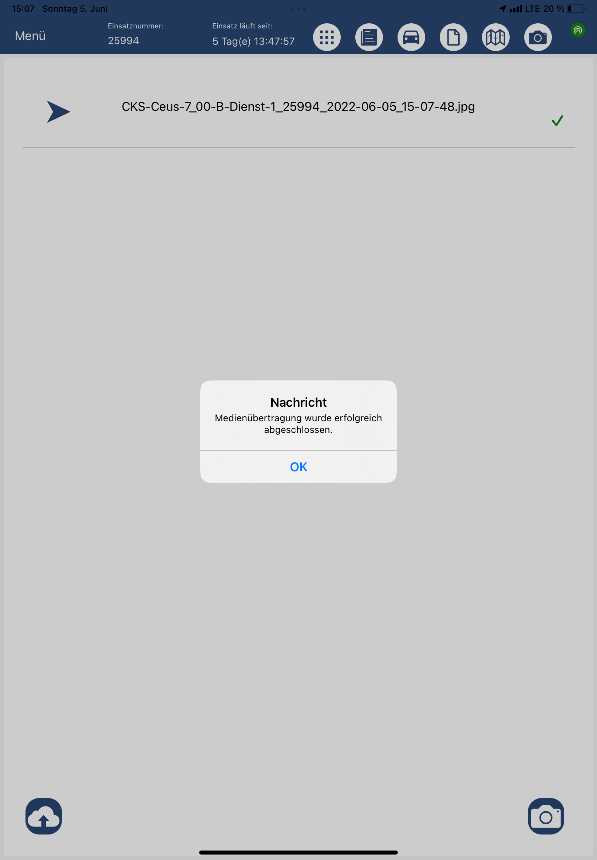 15:07 Sonntag 5. Juni
LTE 20 %
Menü
Einsatznummer:
25994
Einsatz läuft seit:
5 Tag(e) 13:47:57
CKS-Ceus-7_00-B-Dienst-1_25994_2022-06-05_15-07-48.jpg
Nachricht
Medienübertragung wurde erfolgreich
abgeschlossen.
OK